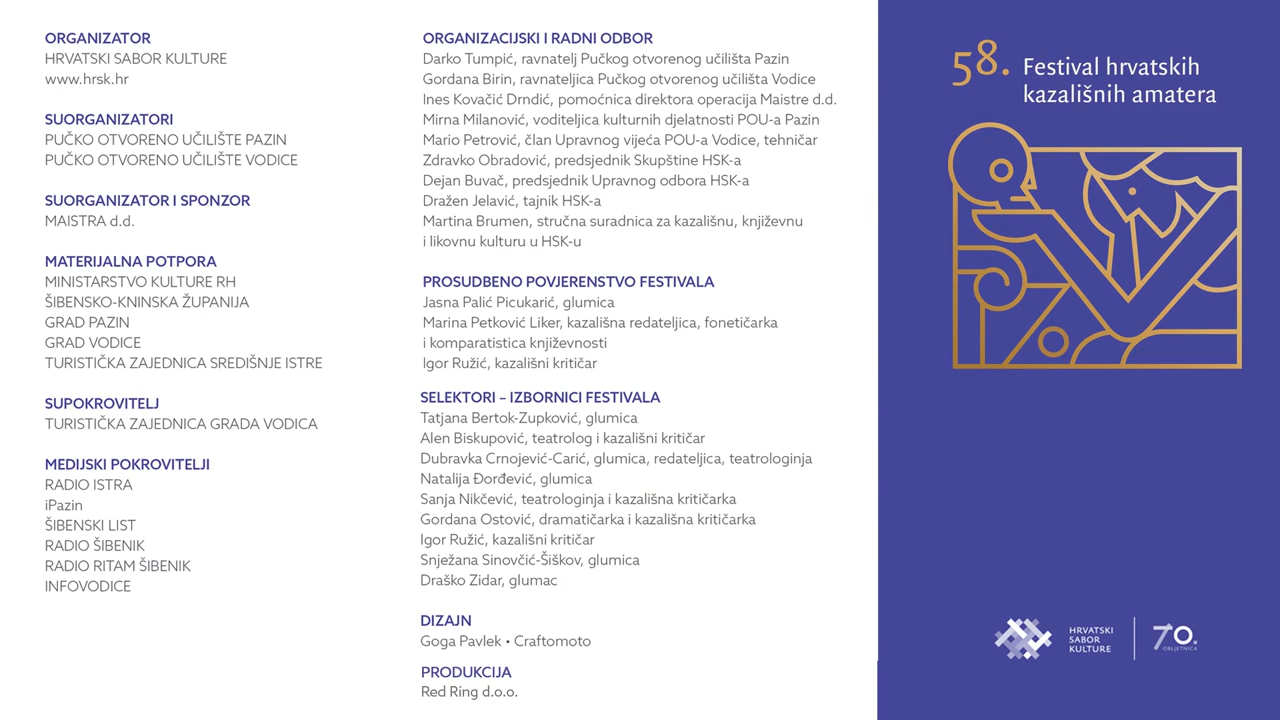 ORGANIZATOR
HRVATSKI SABOR KULTURE
www.hrsk.hr
SUORGANIZATORI
PUČKO OTVORENO UČILIŠTE PAZIN
PUČKO OTVORENO UČILIŠTE VODICE
SUORGANIZATOR I SPONZOR
MAISTRA d.d.
MATERIJALNA POTPORA
MINISTARSTVO KULTURE RH
ŠIBENSKO-KNINSKA ŽUPANIJA
GRAD PAZIN
GRAD VODICE
TURISTIČKA ZAJEDNICA SREDIŠNJE ISTRE
SUPOKROVITELJ
TURISTIČKA ZAJEDNICA GRADA VODICA
MEDIJSKI POKROVITELJI
RADIO ISTRA
iPazin
ŠIBENSKI LIST
RADIO ŠIBENIK
RADIO RITAM ŠIBENIK
INFOVODICE
ORGANIZACIJSKI I RADNI ODBOR
Darko Tumpić, ravnatelj Pučkog otvorenog učilišta Pazin
Gordana Birin, ravnateljica Pučkog otvorenog učilišta Vodice
Ines Kovačić Drndić, pomoćnica direktora operacija Maistre d.d.
Mirna Milanović, voditeljica kulturnih djelatnosti POU-a Pazin
Mario Petrović, član Upravnog vijeća POU-a Vodice, tehničar
Zdravko Obradović, predsjednik Skupštine HSK-a
Dejan Buvač, predsjednik Upravnog odbora HSK-a
Dražen Jelavić, tajnik HSK-a
Martina Brumen, stručna suradnica za kazališnu, književnu
i likovnu kulturu u HSK-u
PROSUDBENO POVJERENSTVO FESTIVALA
Jasna Palić Picukarić, glumica
Marina Petković Liker, kazališna redateljica, fonetičarka
i komparatistica književnosti
Igor Ružić, kazališni kritičar
SELEKTORI – IZBORNICI FESTIVALA
Tatjana Bertok-Zupković, glumica
Alen Biskupović, teatrolog i kazališni kritičar
Dubravka Crnojević-Carić, glumica, redateljica, teatrologinja
Natalija Đorđević, glumica
Sanja Nikčević, teatrologinja i kazališna kritičarka
Gordana Ostović, dramatičarka i kazališna kritičarka
Igor Ružić, kazališni kritičar
Snježana Sinovčić-Šiškov, glumica
Draško Zidar, glumac
DIZAJN
Goga Pavlek • Craftomoto
PRODUKCIJA
Red Ring d.o.o.
58. Festival hrvatskih
kazališnih amatera
HRVATSKI
SABOR
KULTURE
70.
OBLJETNICA